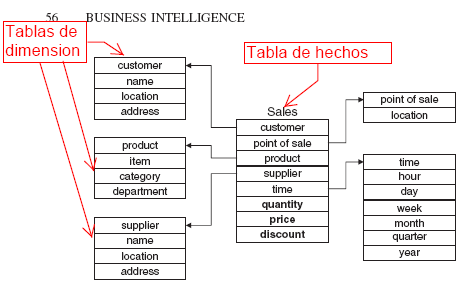 56 BUSINESS INTELLIGENCE
Tablas de
dimension
Tabla de hechos
customer
name
location
address
product
item
category
department
supplier
name
location
address
Sales
customer
point of sale
product
supplier
time
quantity
price
discount
point of sale
location
time
hour
day
week
month
quarter
year